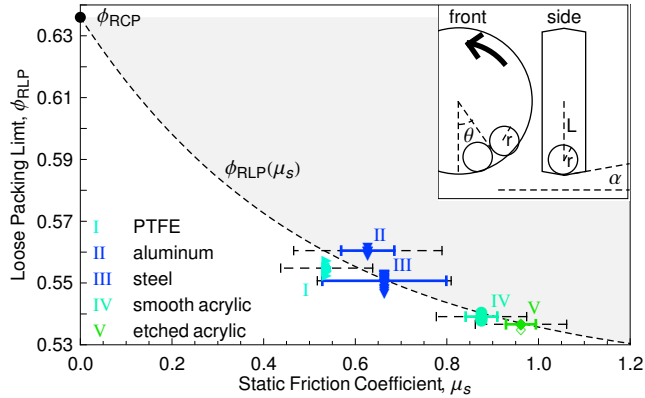 0.63
0.61
0.59
0.57
0.55
0.53
Loose Packing Limt, ϕRLP
ϕRCP
ϕRLP(μs)
I PTFE
II aluminum
III steel
IV smooth acrylic
V etched acrylic
I
II
III
IV
V
front side
θ
r
L
r
α
0.0 0.2 0.4 0.6 0.8 1.0 1.2
Static Friction Coefficient, μs